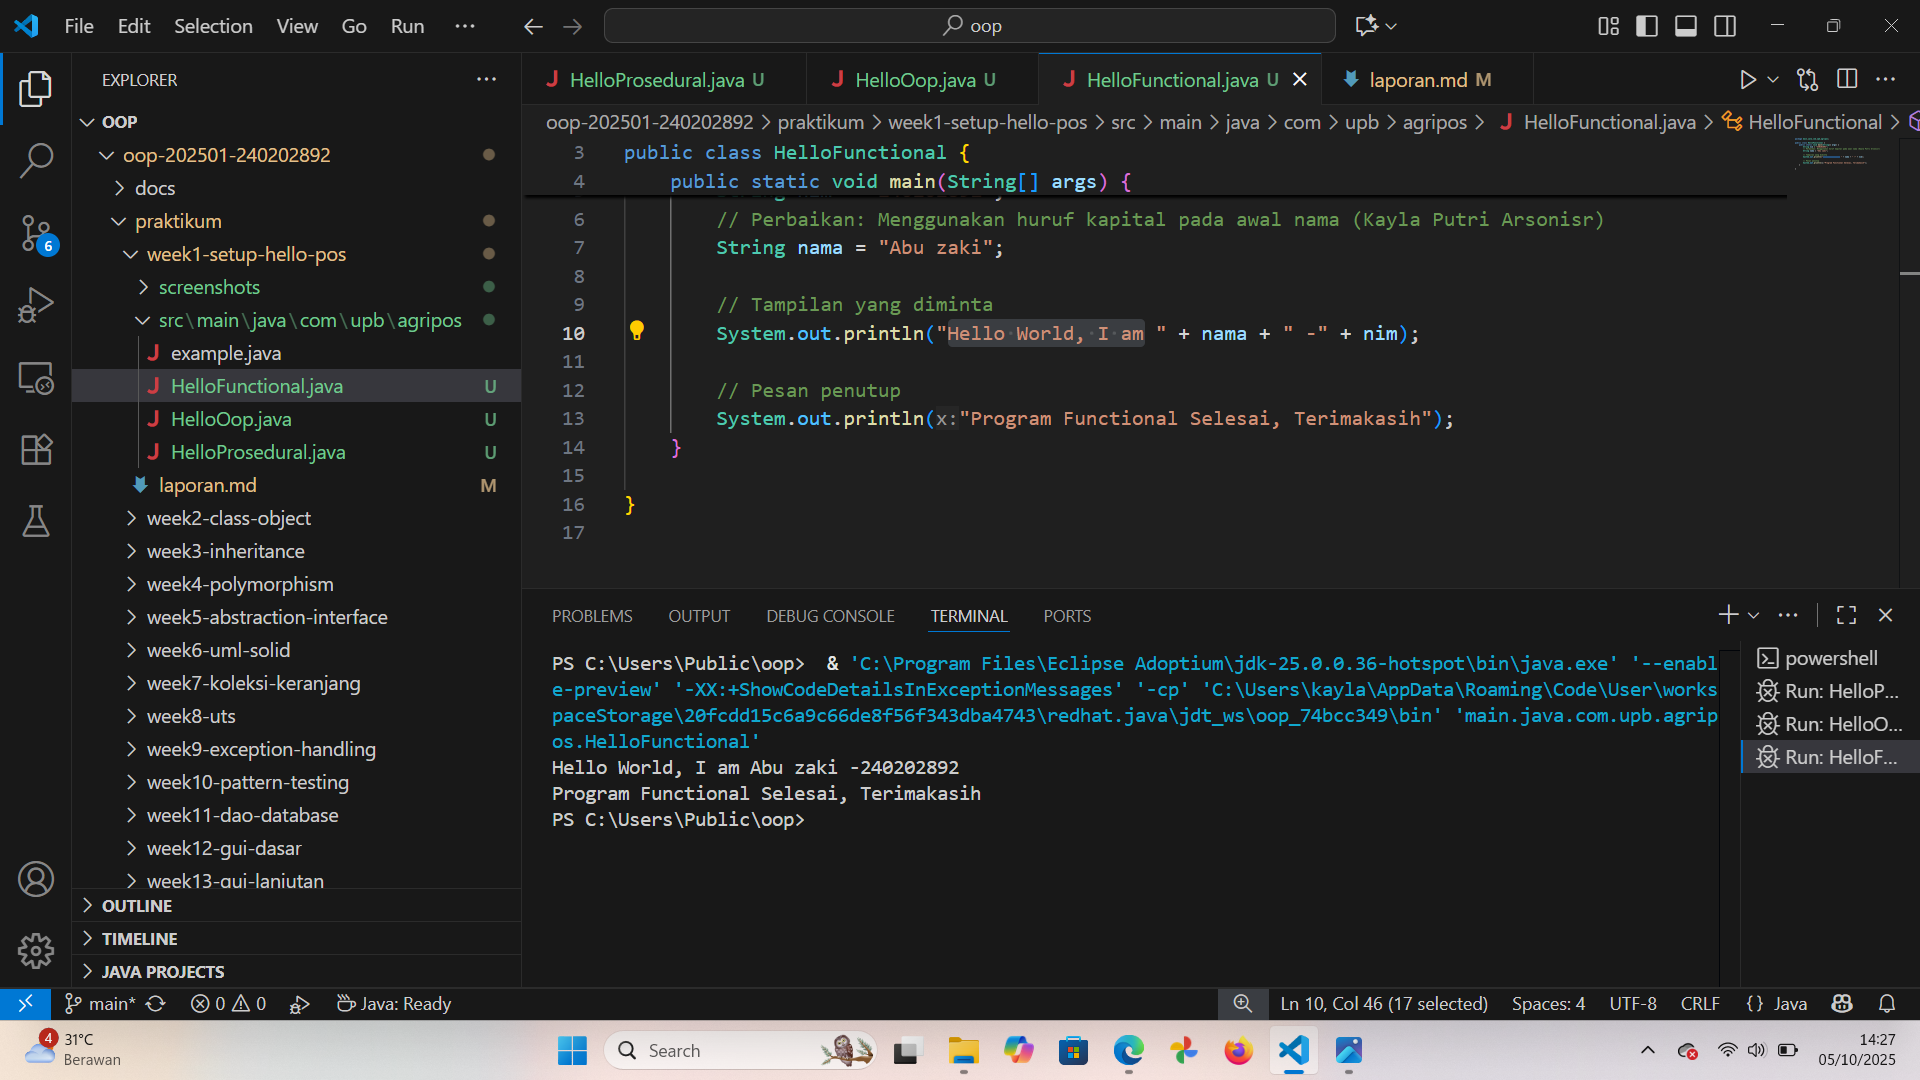 File Edit Selection View Go Run ··· oop
EXPLORER ···
OOP
oop-202501-240202892
docs
praktikum
week1-setup-hello-pos
screenshots
src\main\java\com\upb\agripos
example.java
HelloFunctional.java U
HelloOop.java U
HelloProsedural.java U
laporan.md M
week2-class-object
week3-inheritance
week4-polymorphism
week5-abstraction-interface
week6-uml-solid
week7-koleksi-keranjang
week8-uts
week9-exception-handling
week10-pattern-testing
week11-dao-database
week12-gui-dasar
week13-gui-lanjutan
OUTLINE
TIMELINE
JAVA PROJECTS
6
HelloProsedural.java U HelloOop.java U HelloFunctional.java U laporan.md M
oop-202501-240202892 > praktikum > week1-setup-hello-pos > src > main > java > com > upb > agripos > HelloFunctional.java > HelloFunctional >
3 public class HelloFunctional {
4 public static void main(String[] args) {
6 // Perbaikan: Menggunakan huruf kapital pada awal nama (Kayla Putri Arsonisr)
7 String nama = "Abu zaki";
8
9 // Tampilan yang diminta
10 System.out.println("Hello World, I am " + nama + " -" + nim);
11
12 // Pesan penutup
13 System.out.println(x:"Program Functional Selesai, Terimakasih");
14 }
15
16 }
17
PROBLEMS OUTPUT DEBUG CONSOLE TERMINAL PORTS
PS C:\Users\Public\oop>  & 'C:\Program Files\Eclipse Adoptium\jdk-25.0.0.36-hotspot\bin\java.exe' '--enabl
e-preview' '-XX:+ShowCodeDetailsInExceptionMessages' '-cp' 'C:\Users\kayla\AppData\Roaming\Code\User\works
paceStorage\20fcdd15c6a9c66de8f56f343dba4743\redhat.java\jdt_ws\oop_74bcc349\bin' 'main.java.com.upb.agrip
os.HelloFunctional'
Hello World, I am Abu zaki -240202892
Program Functional Selesai, Terimakasih
PS C:\Users\Public\oop>
powershell
Run: HelloP...
Run: HelloO...
Run: HelloF...
main* 0 0 Java: Ready Ln 10, Col 46 (17 selected) Spaces: 4 UTF-8 CRLF {} Java
4 31°C
Berawan
Search
14:27
05/10/2025